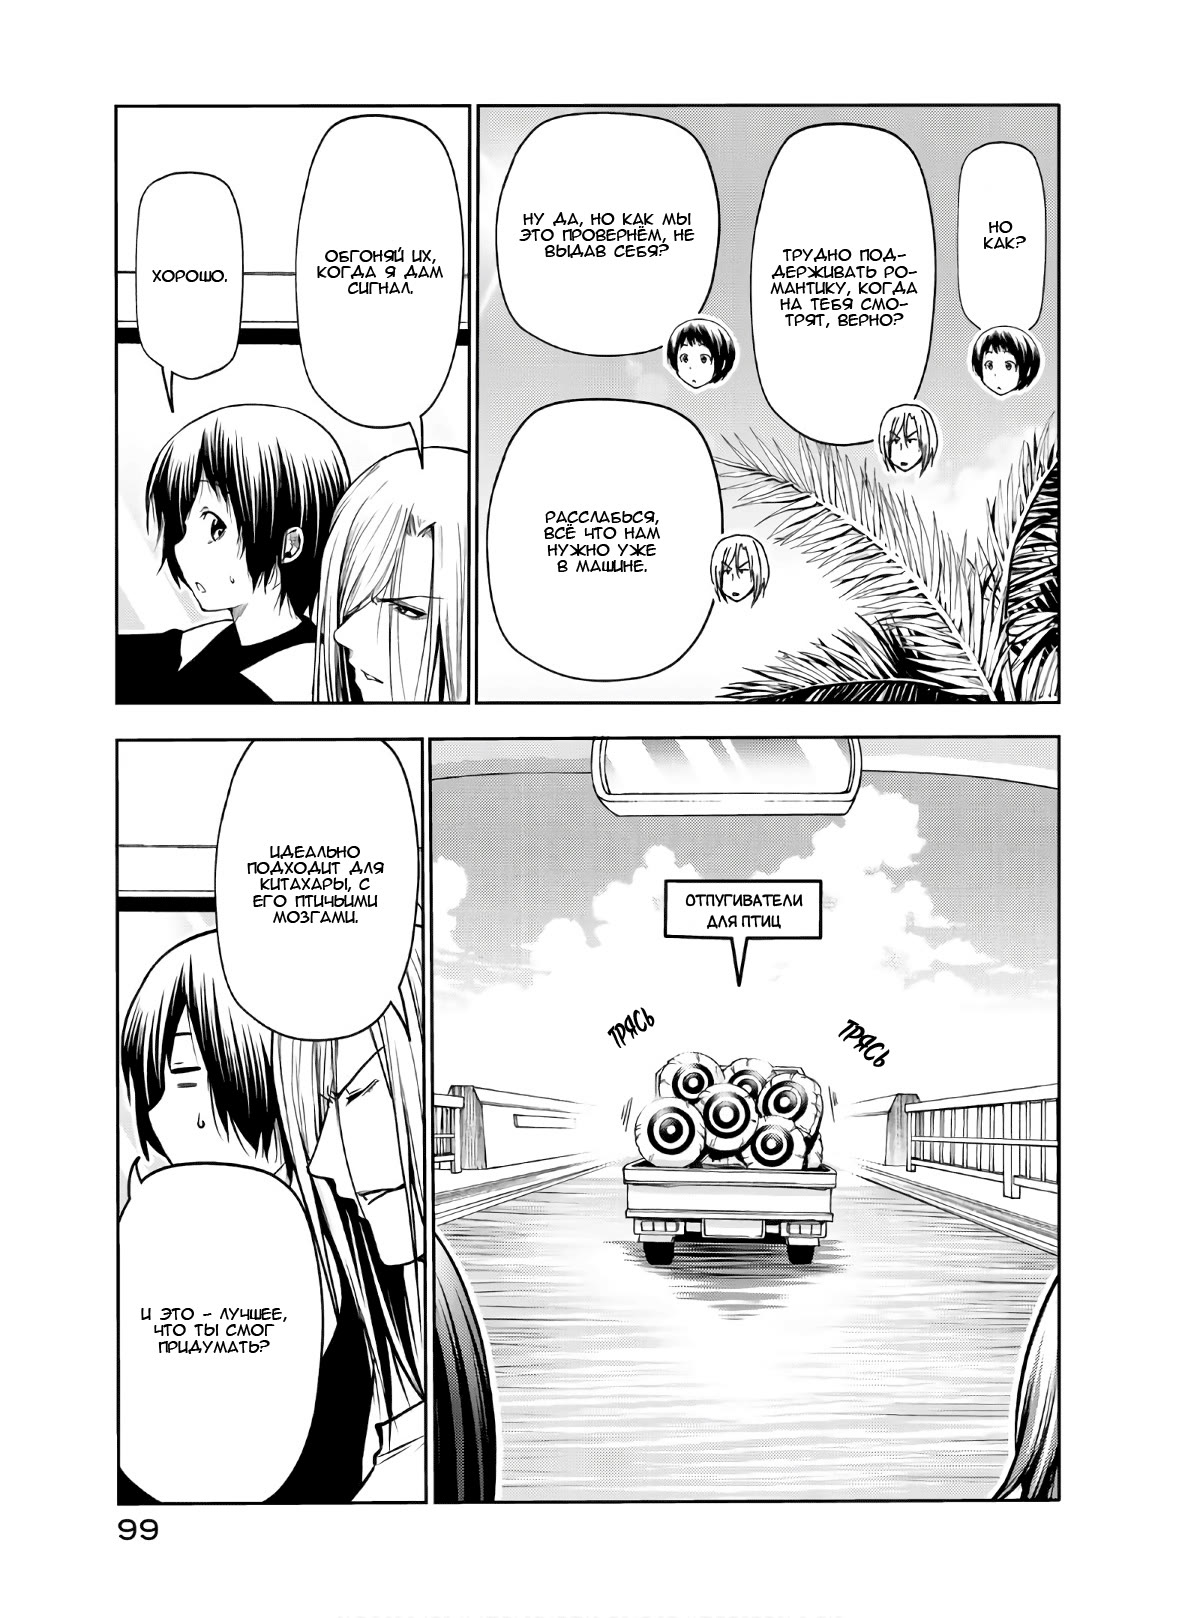 НО
КАК?
ТРУДНО ПОД-
ДЕРЖИВАТЬ РО-
МАНТИКУ, КОГДА
НА ТЕБЯ СМО-
ТРЯТ, ВЕРНО?
НУ ДА, НО КАК МЫ
ЭТО ПРОВЕРНЁМ, НЕ
ВЫДАВ СЕБЯ?
РАССЛАБЬСЯ,
ВСЁ ЧТО НАМ
НУЖНО УЖЕ
В МАШИНЕ.
ОБГОНЯЙ ИХ,
КОГДА Я ДАМ
СИГНАЛ.
ХОРОШО.
ОТПУГИВАТЕЛИ
ДЛЯ ПТИЦ
ТРЯСЬ
ТРЯСЬ
ИДЕАЛЬНО
ПОДХОДИТ ДЛЯ
КИТАХАРЫ, С
ЕГО ПТИЧЬИМИ
МОЗГАМИ.
И ЭТО - ЛУЧШЕЕ,
ЧТО ТЫ СМОГ
ПРИДУМАТЬ?
99